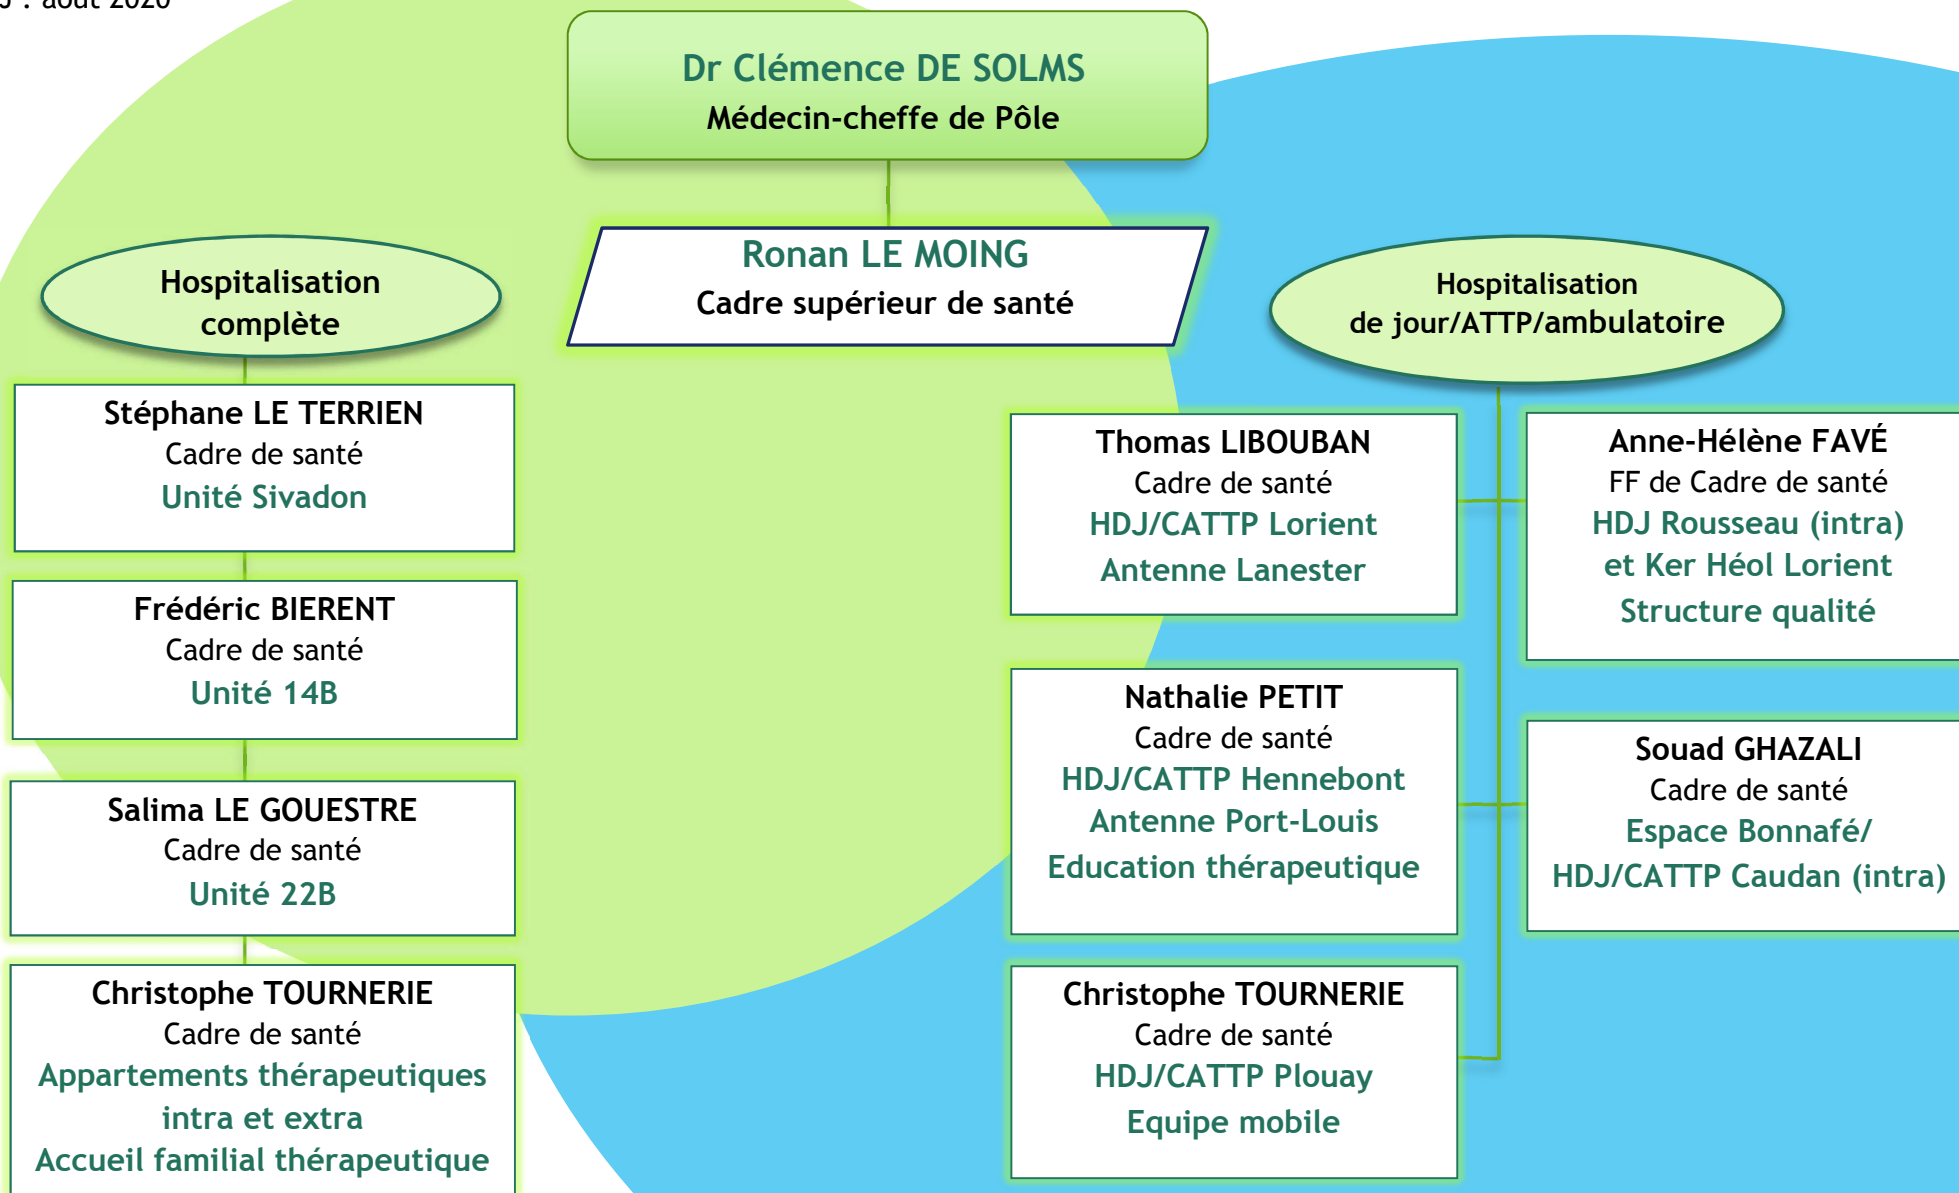 J : août 2020
Dr Clémence DE SOLMS
Médecin-cheffe de Pôle
Ronan LE MOING
Cadre supérieur de santé
Hospitalisation
complète
Stéphane LE TERRIEN
Cadre de santé
Unité Sivadon
Frédéric BIERENT
Cadre de santé
Unité 14B
Salima LE GOUESTRE
Cadre de santé
Unité 22B
Christophe TOURNERIE
Cadre de santé
Appartements thérapeutiques
intra et extra
Accueil familial thérapeutique
Hospitalisation
de jour/ATTP/ambulatoire
Thomas LIBOUBAN
Cadre de santé
HDJ/CATTP Lorient
Antenne Lanester
Anne-Hélène FAVÉ
FF de Cadre de santé
HDJ Rousseau (intra)
et Ker Héol Lorient
Structure qualité
Nathalie PETIT
Cadre de santé
HDJ/CATTP Hennebont
Antenne Port-Louis
Education thérapeutique
Souad GHAZALI
Cadre de santé
Espace Bonnafé/
HDJ/CATTP Caudan (intra)
Christophe TOURNERIE
Cadre de santé
HDJ/CATTP Plouay
Equipe mobile